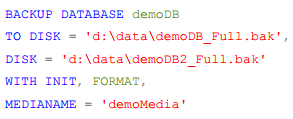 BACKUP DATABASE demoDB
TO DISK = 'd:\data\demoDB_Full.bak',
DISK = 'd:\data\demoDB2_Full.bak'
WITH INIT, FORMAT,
MEDIANAME = 'demoMedia'